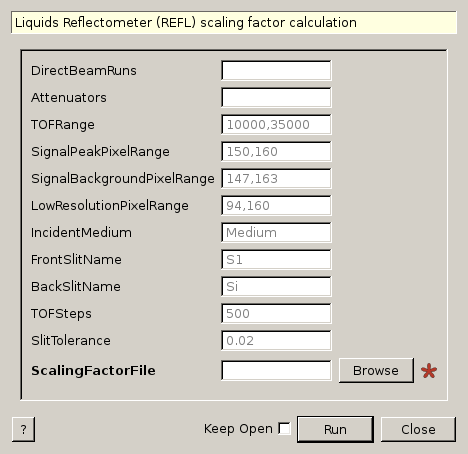 Liquids Reflectometer (REFL) scaling factor calculation
DirectBeamRuns
Attenuators
TOFRange 10000,35000
SignalPeakPixelRange 150,160
SignalBackgroundPixelRange 147,163
LowResolutionPixelRange 94,160
IncidentMedium Medium
FrontSlitName S1
BackSlitName Si
TOFSteps 500
SlitTolerance 0.02
ScalingFactorFile Browse *
? Keep Open Run Close